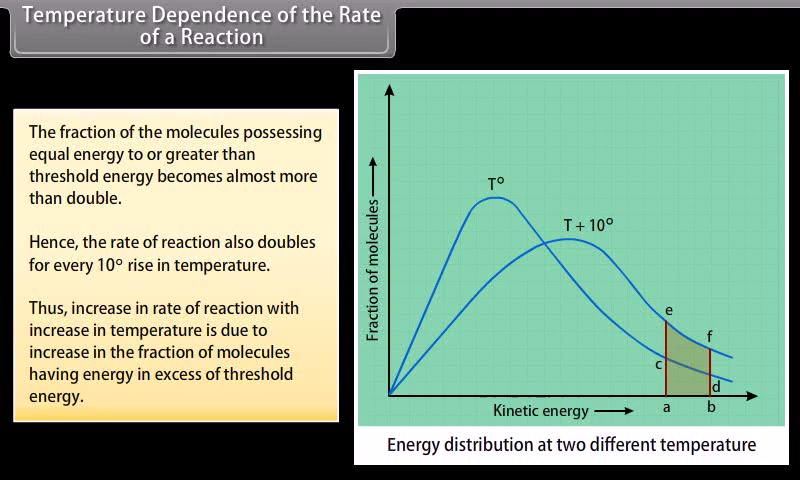 Temperature Dependence of the Rate
of a Reaction
The fraction of the molecules possessing
equal energy to or greater than
threshold energy becomes almost more
than double.
Hence, the rate of reaction also doubles
for every 10° rise in temperature.
Thus, increase in rate of reaction with
increase in temperature is due to
increase in the fraction of molecules
having energy in excess of threshold
energy.
Fraction of molecules
T°
T + 10°
e
f
c
d
a
b
Kinetic energy
Energy distribution at two different temperature